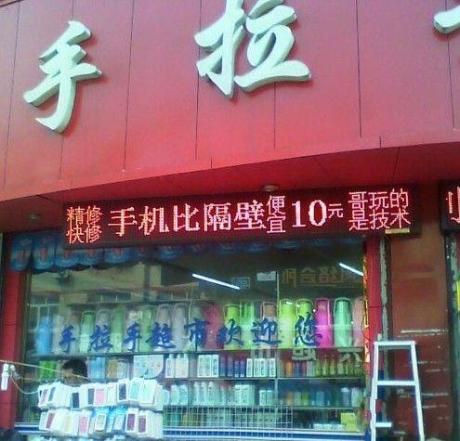 手拉
精修 快修 手机比隔壁便宜10元 哥玩的是技术
手拉手超市欢迎您